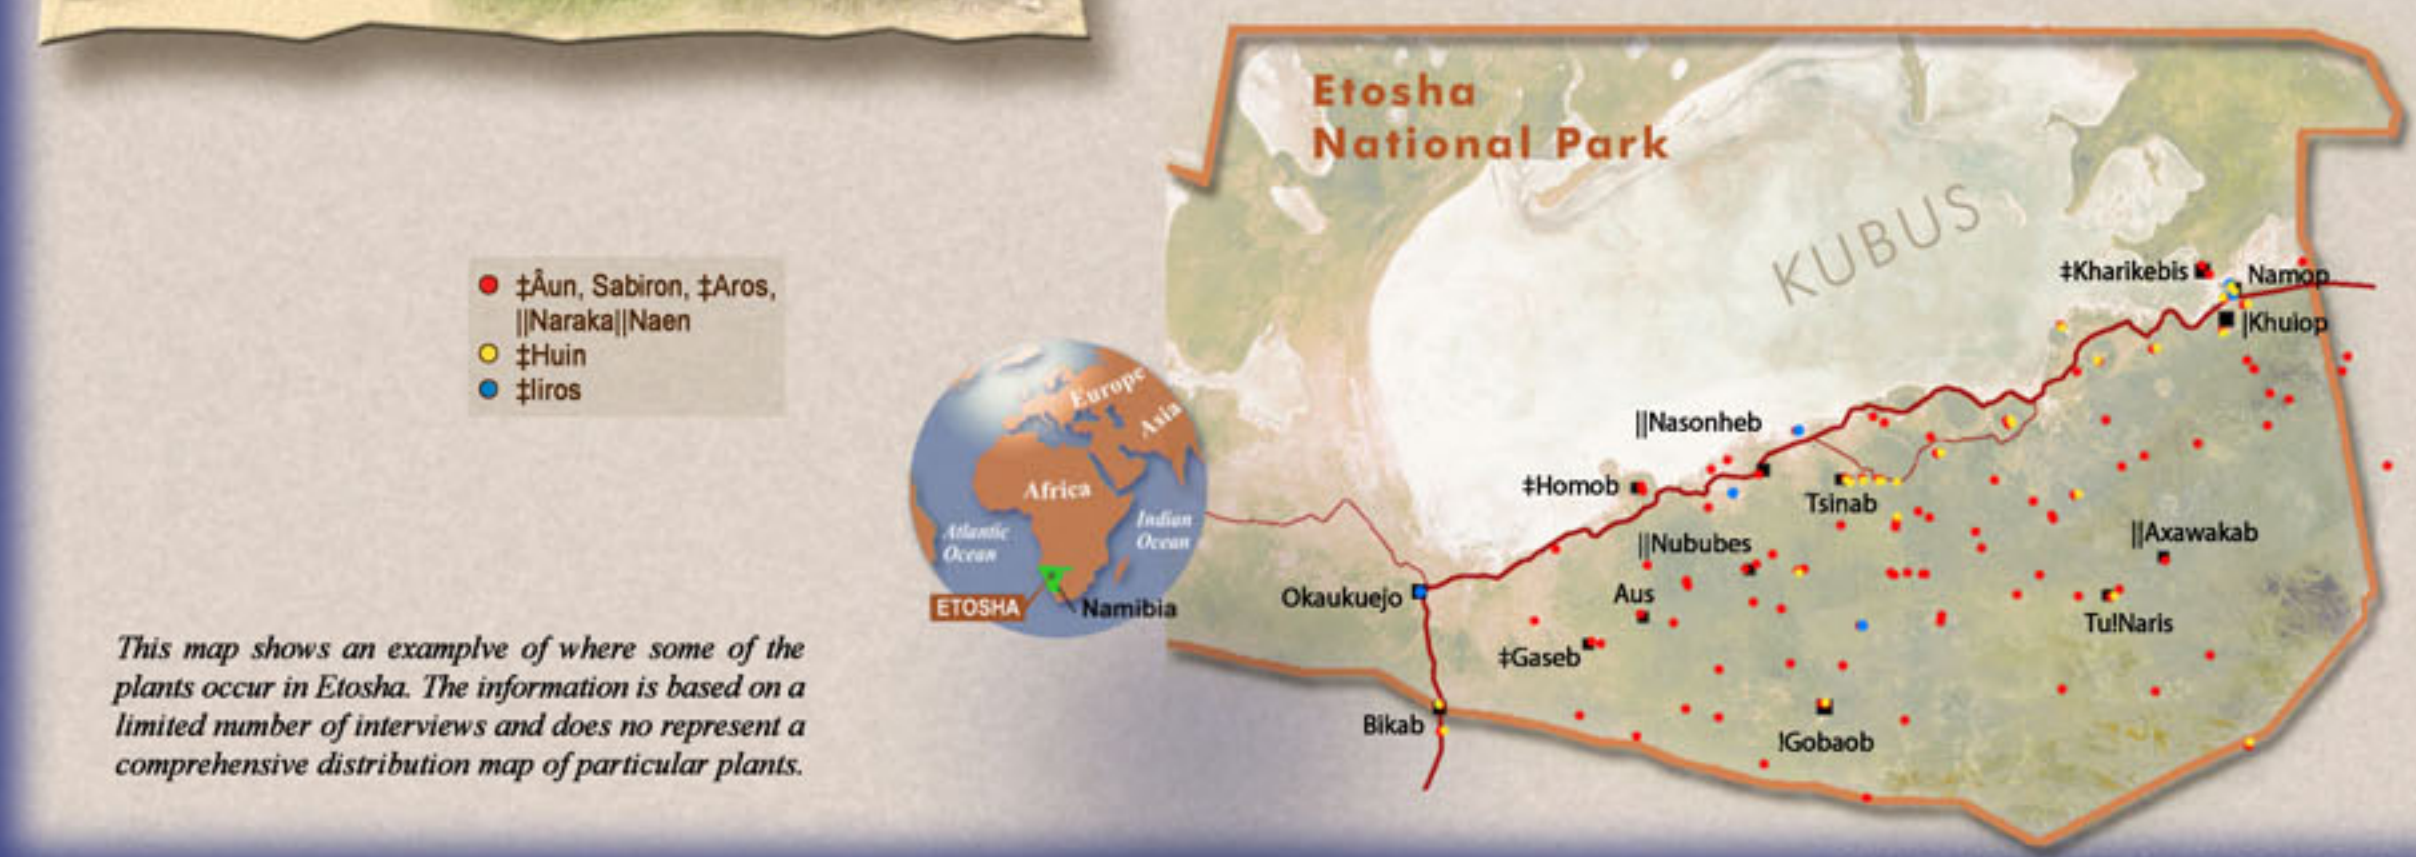 Etosha
National Park
KUBUS
‡Kharikebis
Namop
|Khuiop
||Nasonheb
‡Homob
Tsinab
||Nububes
||Axawakab
Aus
Okaukuejo
Tu!Naris
‡Gaseb
Bikab
!Gobaob
‡Âun, Sabiron, ‡Aros,
||Naraka||Naen
‡Huin
‡Iiros
Europe
Asia
Africa
Atlantic
Ocean
Indian
Ocean
ETOSHA
Namibia
This map shows an examplve of where some of the
plants occur in Etosha. The information is based on a
limited number of interviews and does no represent a
comprehensive distribution map of particular plants.